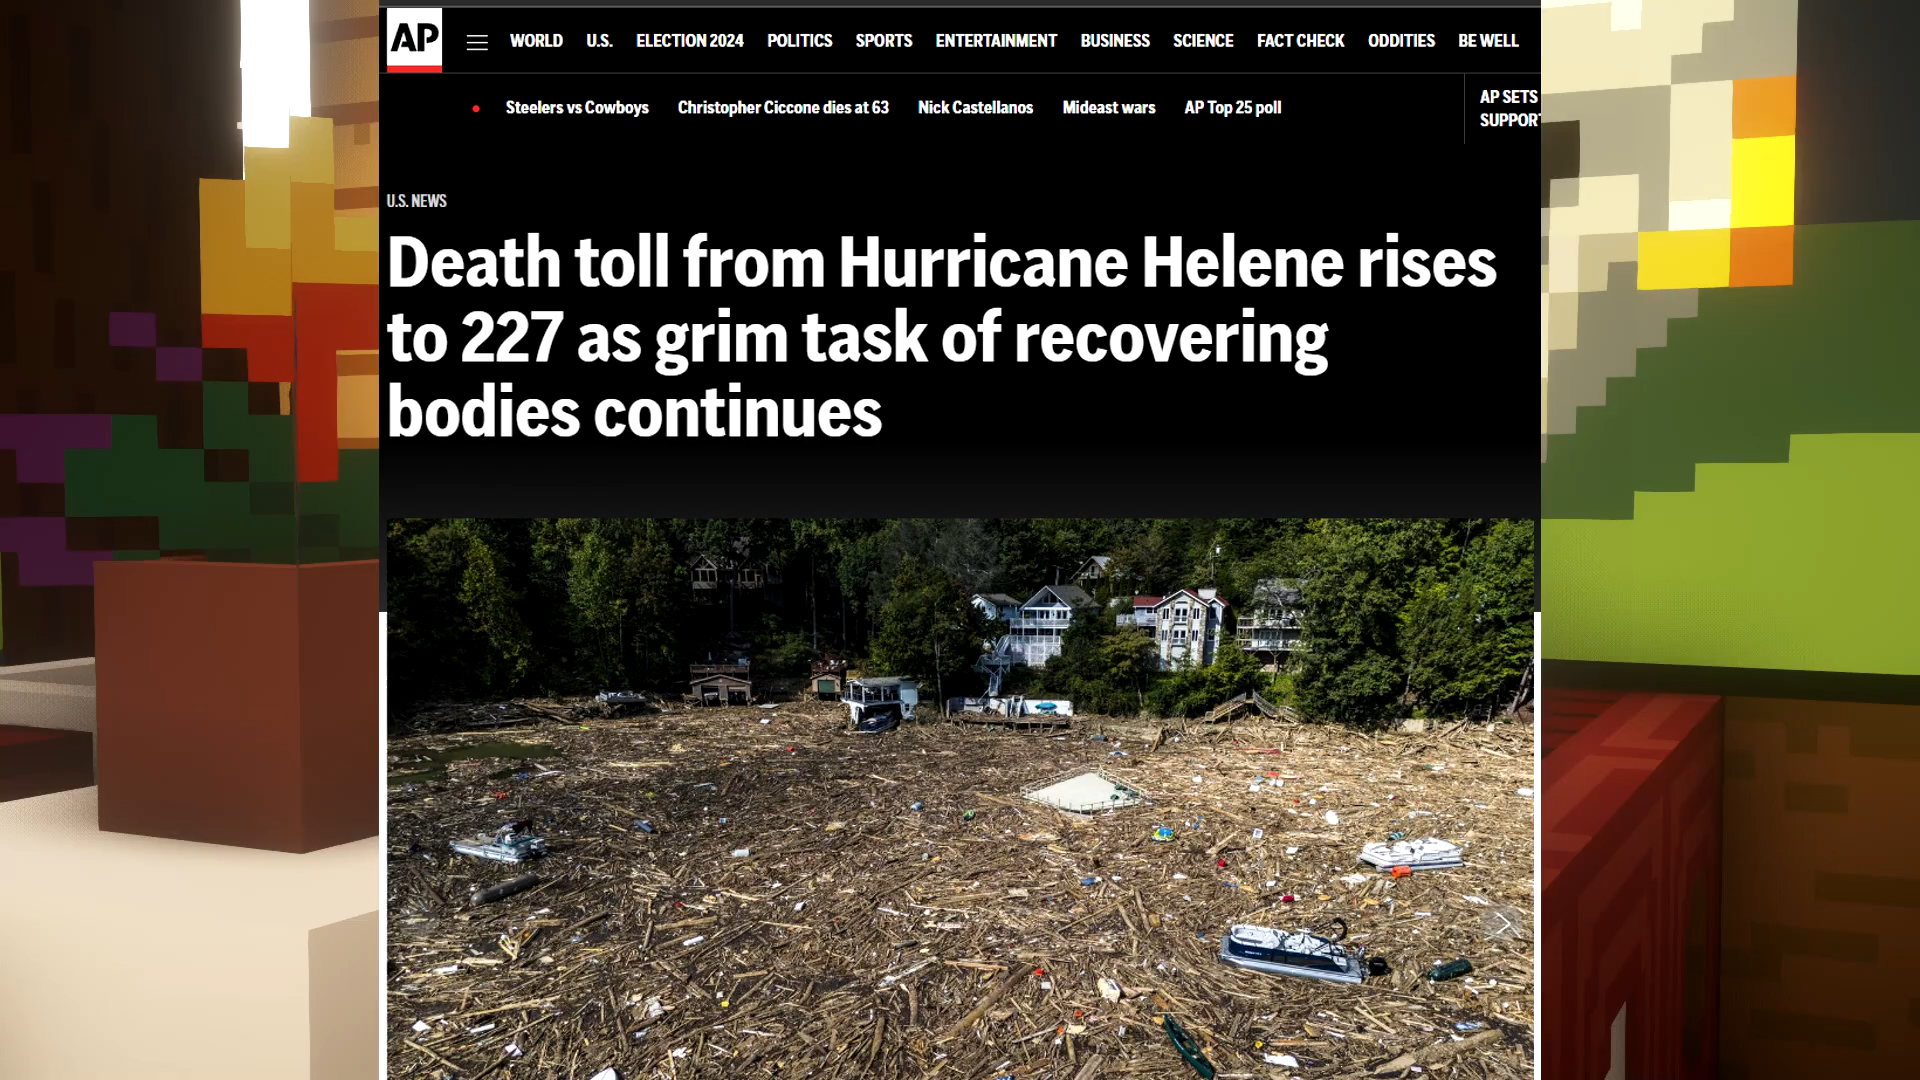 AP
WORLD U.S. ELECTION 2024 POLITICS SPORTS ENTERTAINMENT BUSINESS SCIENCE FACT CHECK ODDITIES BE WELL
Steelers vs Cowboys Christopher Ciccone dies at 63 Nick Castellanos Mideast wars AP Top 25 poll
AP SETS
SUPPORT
U.S. NEWS
Death toll from Hurricane Helene rises
to 227 as grim task of recovering
bodies continues